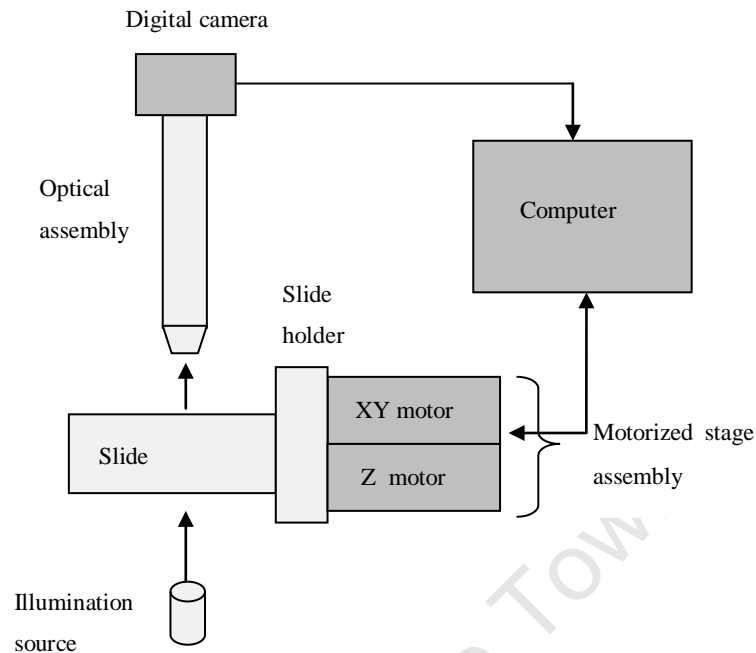 Digital camera
Optical
assembly
Computer
Slide
holder
XY motor
Slide
Z motor
Motorized stage
assembly
Illumination
source